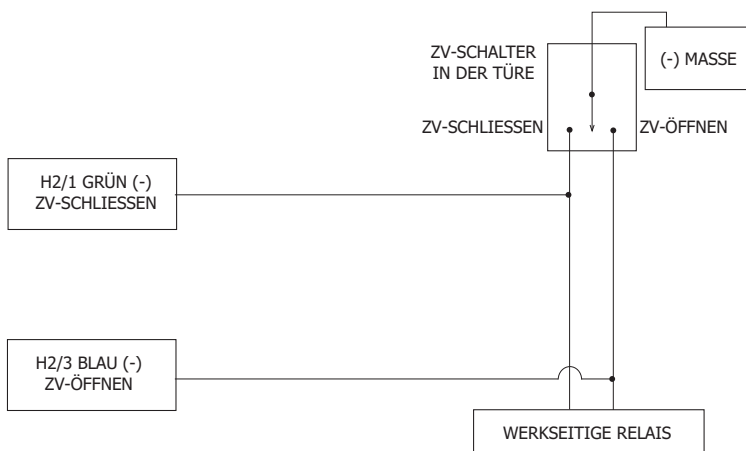 ZV-SCHALTER
IN DER TÜRE
(-) MASSE
ZV-SCHLIESSEN
ZV-ÖFFNEN
H2/1 GRÜN (-)
ZV-SCHLIESSEN
H2/3 BLAU (-)
ZV-ÖFFNEN
WERKSEITIGE RELAIS